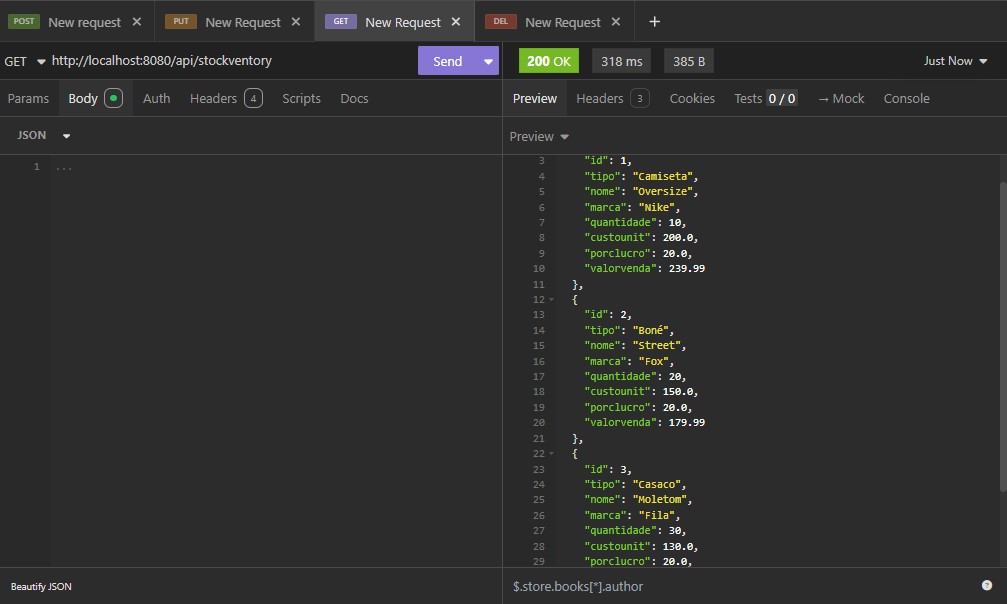 POST New request PUT New Request GET New Request DEL New Request
GET http://localhost:8080/api/stockventory Send 200 OK 318 ms 385 B Just Now
Params Body Auth Headers 4 Scripts Docs Preview Headers 3 Cookies Tests 0 / 0 → Mock Console
JSON
Preview
1 ...
3 "id": 1,
4 "tipo": "Camiseta",
5 "nome": "Oversize",
6 "marca": "Nike",
7 "quantidade": 10,
8 "custounit": 200.0,
9 "porclucro": 20.0,
10 "valorvenda": 239.99
11 },
12 {
13 "id": 2,
14 "tipo": "Boné",
15 "nome": "Street",
16 "marca": "Fox",
17 "quantidade": 20,
18 "custounit": 150.0,
19 "porclucro": 20.0,
20 "valorvenda": 179.99
21 },
22 {
23 "id": 3,
24 "tipo": "Casaco",
25 "nome": "Moletom",
26 "marca": "Fila",
27 "quantidade": 30,
28 "custounit": 130.0,
29 "porclucro": 20.0,
Beautify JSON
$.store.books[*].author ?